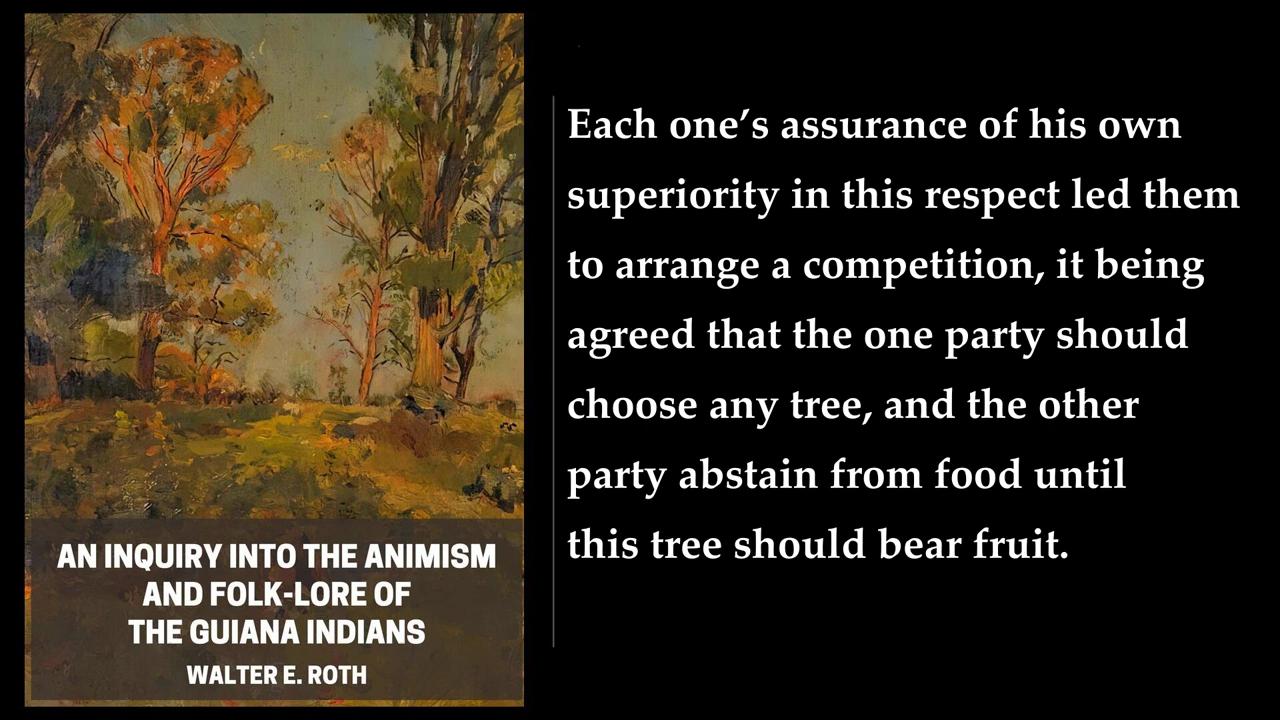 AN INQUIRY INTO THE ANIMISM
AND FOLK-LORE OF
THE GUIANA INDIANS
WALTER E. ROTH
Each one’s assurance of his own
superiority in this respect led them
to arrange a competition, it being
agreed that the one party should
choose any tree, and the other
party abstain from food until
this tree should bear fruit.